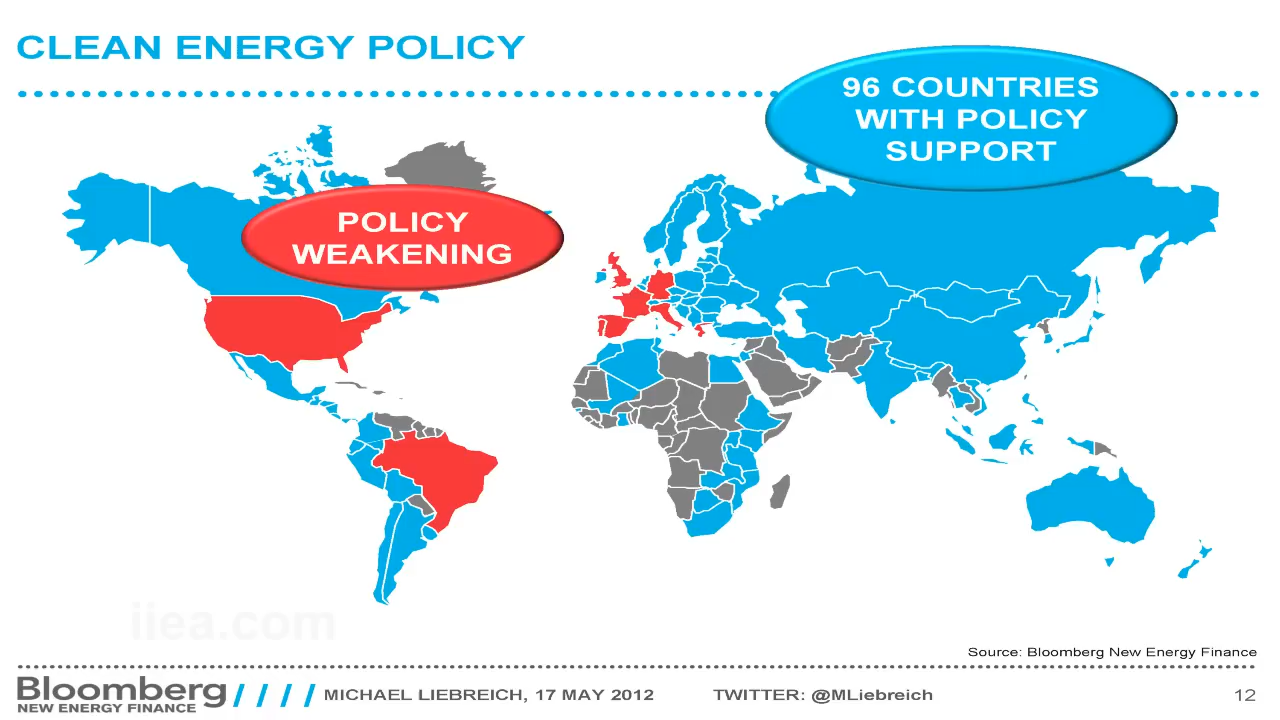 CLEAN ENERGY POLICY
96 COUNTRIES
WITH POLICY
SUPPORT
POLICY
WEAKENING
iiea.com
Source: Bloomberg New Energy Finance
Bloomberg
NEW ENERGY FINANCE
//// MICHAEL LIEBREICH, 17 MAY 2012 TWITTER: @MLiebreich 12